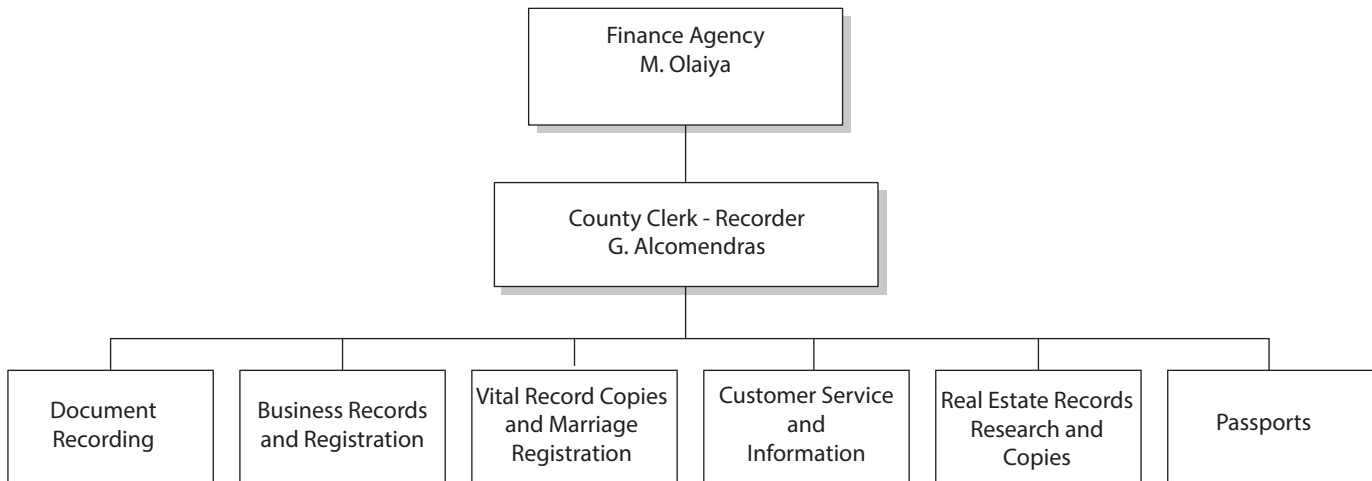 Finance Agency
M. Olaiya
County Clerk - Recorder
G. Alcomendras
Document
Recording
Business Records
and Registration
Vital Record Copies
and Marriage
Registration
Customer Service
and
Information
Real Estate Records
Research and
Copies
Passports